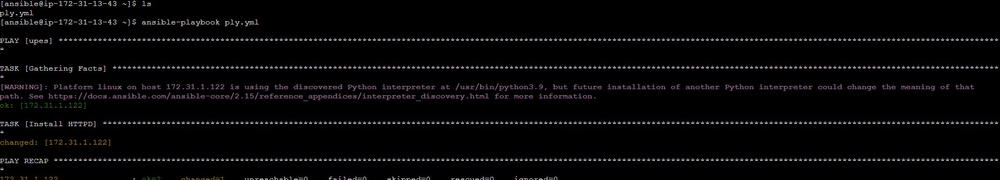 [ansible@ip-172-31-13-43 ~]$ ls
ply.yml
[ansible@ip-172-31-13-43 ~]$ ansible-playbook ply.yml
PLAY [upes] ************************************************************************************************************************************************************************************************
*
TASK [Gathering Facts] *************************************************************************************************************************************************************************************
*
[WARNING]: Platform linux on host 172.31.1.122 is using the discovered Python interpreter at /usr/bin/python3.9, but future installation of another Python interpreter could change the meaning of that
path. See https://docs.ansible.com/ansible-core/2.15/reference_appendices/interpreter_discovery.html for more information.
ok: [172.31.1.122]
TASK [Install HTTPD] ***************************************************************************************************************************************************************************************
*
changed: [172.31.1.122]
PLAY RECAP *************************************************************************************************************************************************************************************************
*
172.31.1.122 : ok=2 changed=1 unreachable=0 failed=0 skipped=0 rescued=0 ignored=0